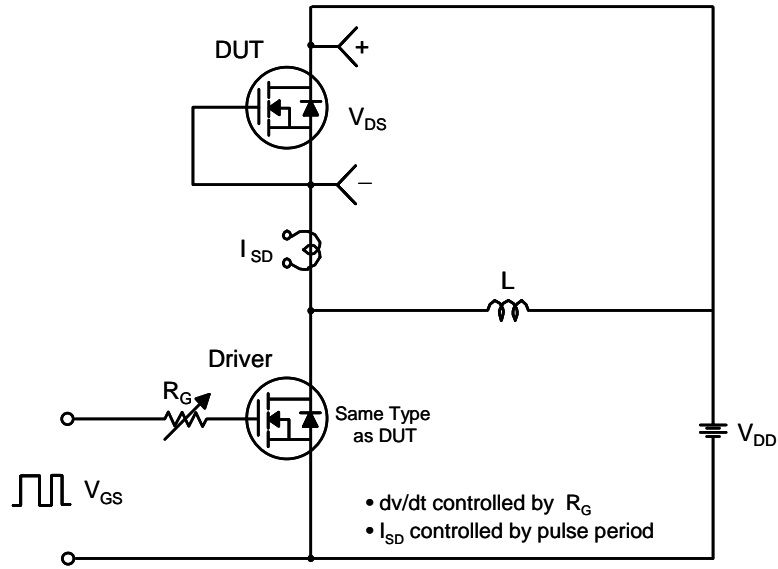 DUT
+
V_DS
−
I_SD
L
Driver
R_G
Same Type
as DUT
V_DD
V_GS
• dv/dt controlled by R_G
• I_SD controlled by pulse period